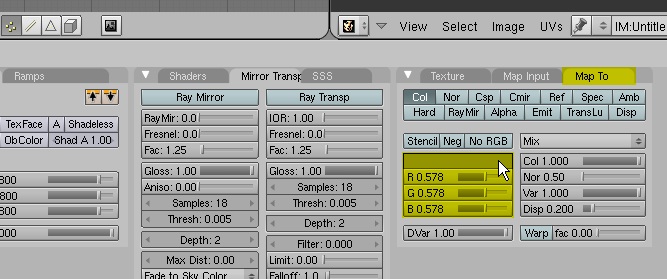 View Select Image UVs IM:Untitle
Ramps
Shaders Mirror Transp SSS
Texture Map Input Map To
TexFace A Shadeless
ObColor Shad A 1.00
800
800
800
000
Ray Mirror
RayMir: 0.0
Fresnel: 0.0
Fac: 1.25
Gloss: 1.00
Aniso: 0.00
Samples: 18
Thresh: 0.005
Depth: 2
Max Dist: 0.00
Fade to Sky Color
Ray Transp
IOR: 1.00
Fresnel: 0.0
Fac: 1.25
Gloss: 1.00
Samples: 18
Thresh: 0.005
Depth: 2
Filter: 0.000
Limit: 0.00
Falloff: 1.0
Col Nor Csp Cmir Ref Spec Amb
Hard RayMir Alpha Emit TransLu Disp
Stencil Neg No RGB
R 0.578
G 0.578
B 0.578
DVar 1.00
Mix
Col 1.000
Nor 0.50
Var 1.000
Disp 0.200
Warp fac 0.00